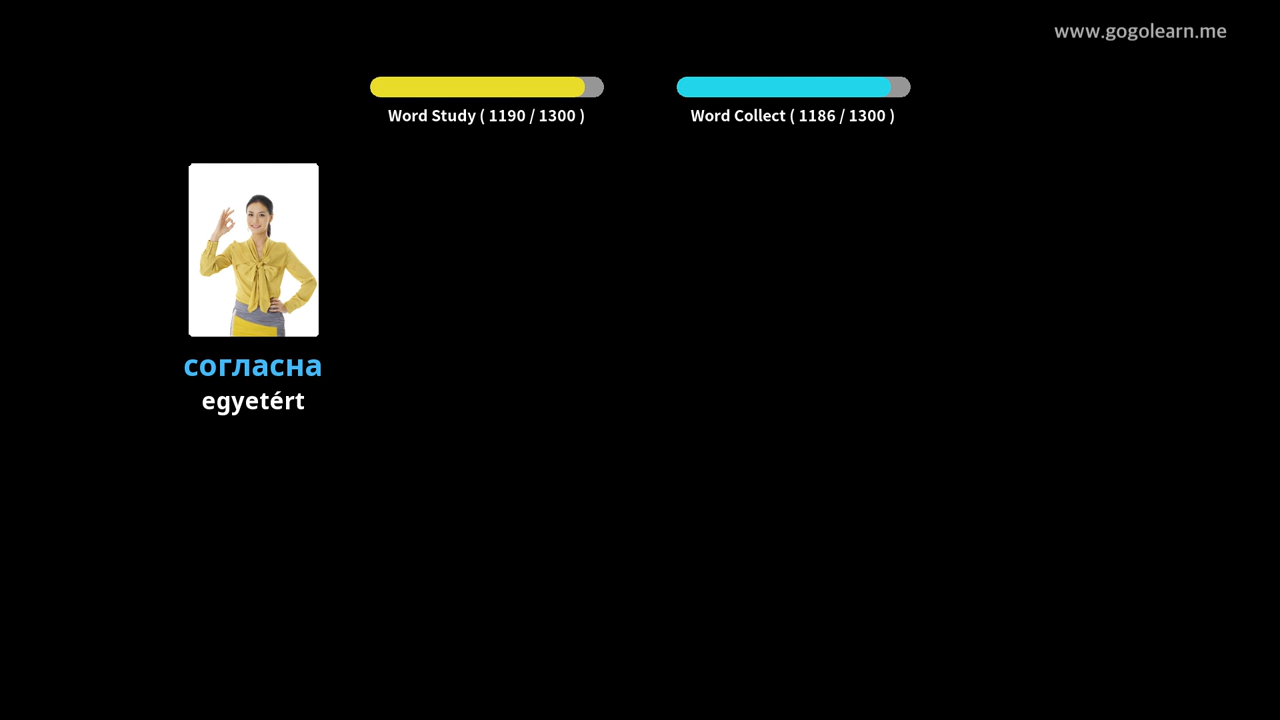 www.gogolearn.me
Word Study ( 1190 / 1300 )
Word Collect ( 1186 / 1300 )
согласна
egyetért